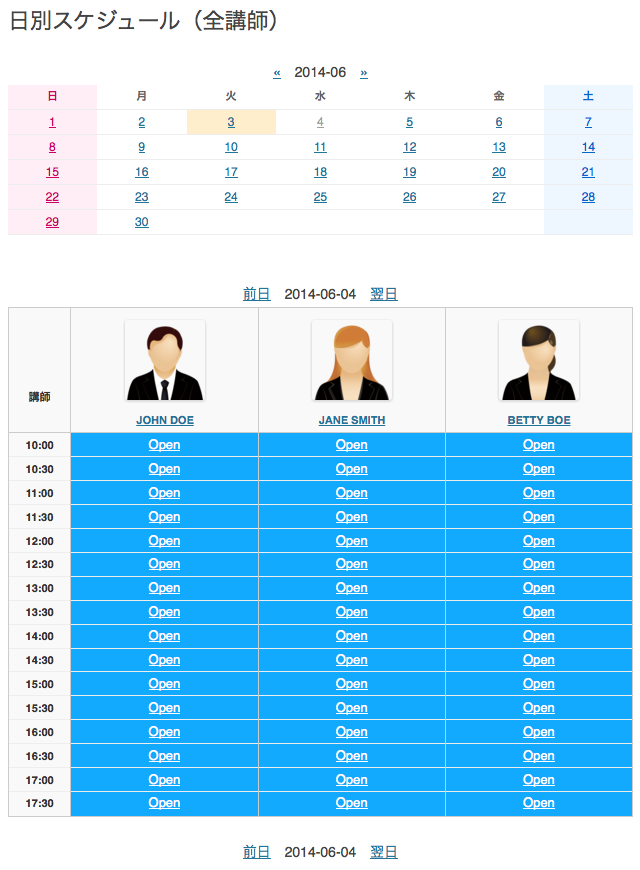 日別スケジュール（全講師）
« 2014-06 »
日 月 火 水 木 金 土
1 2 3 4 5 6 7
8 9 10 11 12 13 14
15 16 17 18 19 20 21
22 23 24 25 26 27 28
29 30
前日 2014-06-04 翌日
講師 JOHN DOE JANE SMITH BETTY BOE
10:00 Open Open Open
10:30 Open Open Open
11:00 Open Open Open
11:30 Open Open Open
12:00 Open Open Open
12:30 Open Open Open
13:00 Open Open Open
13:30 Open Open Open
14:00 Open Open Open
14:30 Open Open Open
15:00 Open Open Open
15:30 Open Open Open
16:00 Open Open Open
16:30 Open Open Open
17:00 Open Open Open
17:30 Open Open Open
前日 2014-06-04 翌日